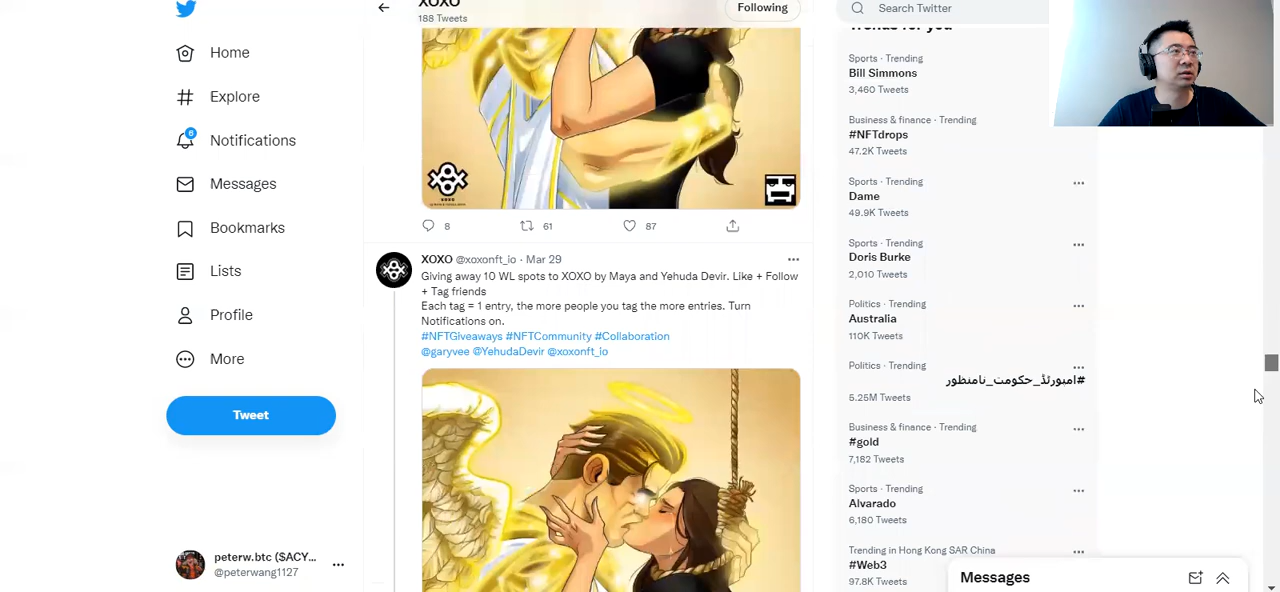 Home
Explore
6
Notifications
Messages
Bookmarks
Lists
Profile
More
Tweet
peterw.btc ($ACY...
@peterwang1127
XOXO
188 Tweets
Following
8
61
87
XOXO @xoxonft_io · Mar 29
Giving away 10 WL spots to XOXO by Maya and Yehuda Devir. Like + Follow
+ Tag friends
Each tag = 1 entry, the more people you tag the more entries. Turn
Notifications on.
#NFTGiveaways #NFTCommunity #Collaboration
@garyvee @YehudaDevir @xoxonft_io
Search Twitter
Trends for you
Sports · Trending
Bill Simmons
3,460 Tweets
Business & finance · Trending
#NFTdrops
47.2K Tweets
Sports · Trending
Dame
49.9K Tweets
Sports · Trending
Doris Burke
2,010 Tweets
Politics · Trending
Australia
110K Tweets
Politics · Trending
#امپورٹڈ_حکومت_نامنظور
5.25M Tweets
Business & finance · Trending
#gold
7,182 Tweets
Sports · Trending
Alvarado
6,180 Tweets
Trending in Hong Kong SAR China
#Web3
97.8K Tweets
Messages